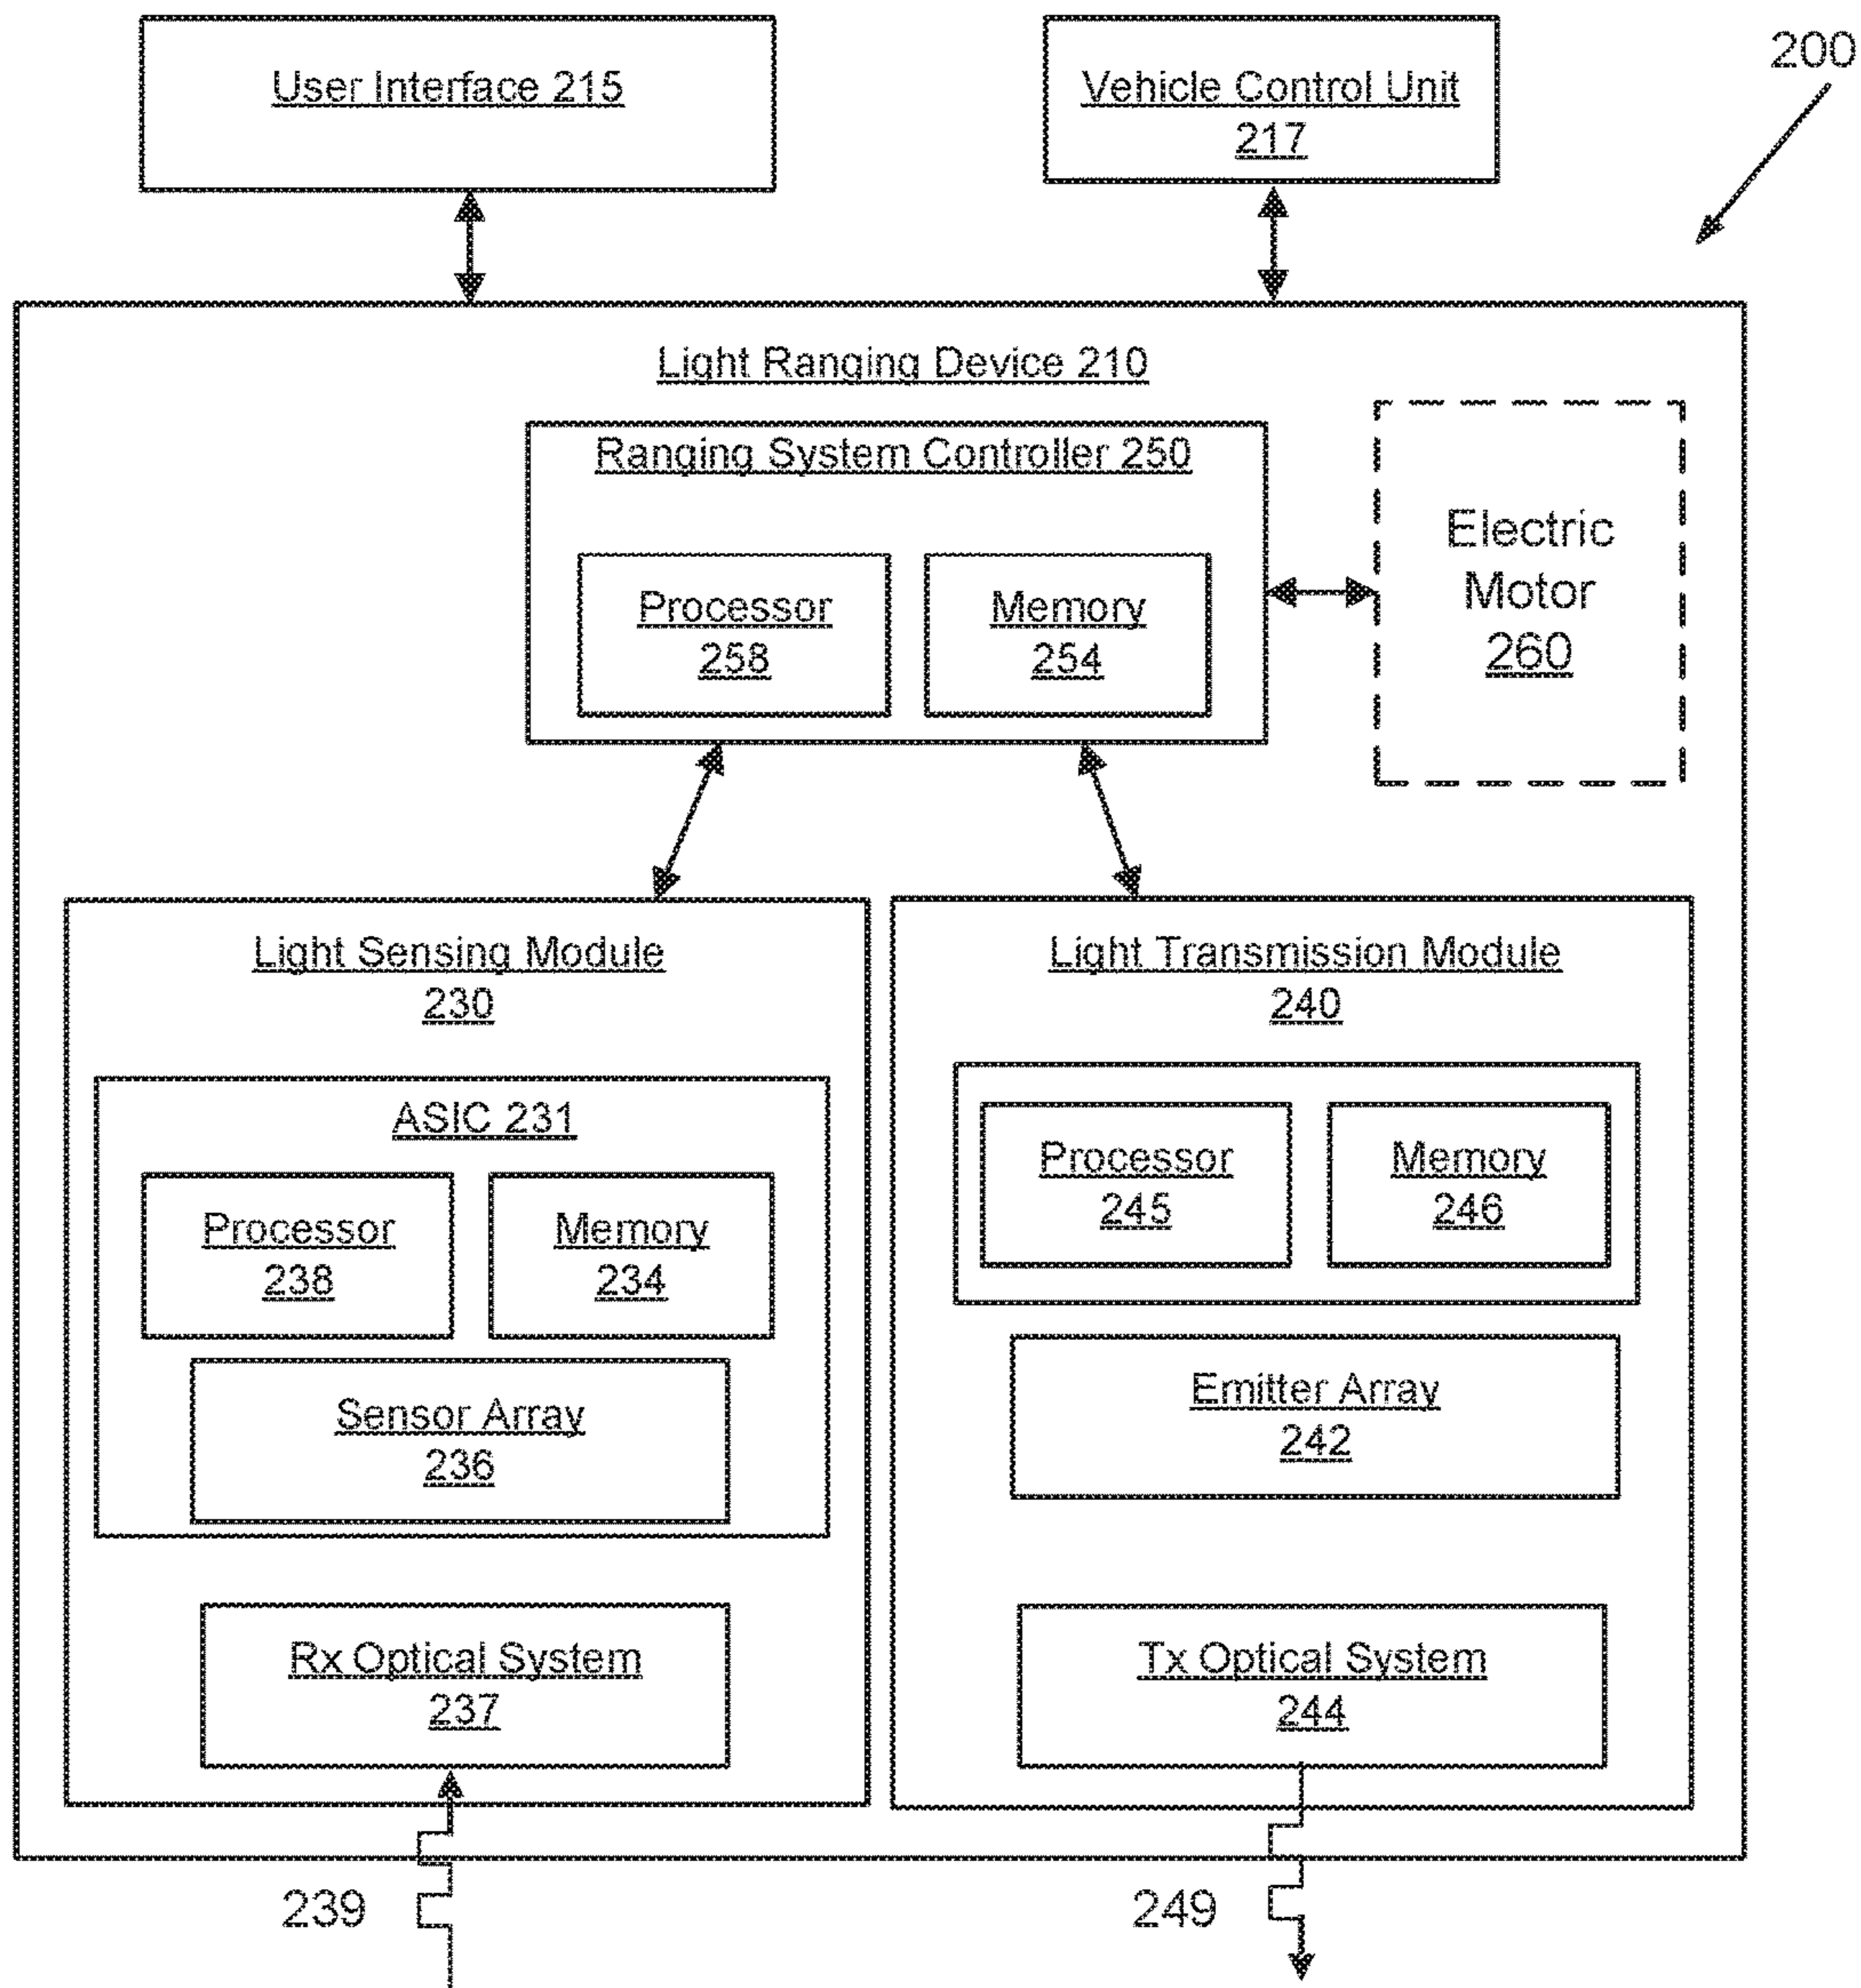 User Interface 215
Vehicle Control Unit
217
200
Light Ranging Device 210
Ranging System Controller 250
Processor
258
Memory
254
Electric
Motor
260
Light Sensing Module
230
ASIC 231
Processor
238
Memory
234
Sensor Array
236
Rx Optical System
237
Light Transmission Module
240
Processor
245
Memory
246
Emitter Array
242
Tx Optical System
244
239
249